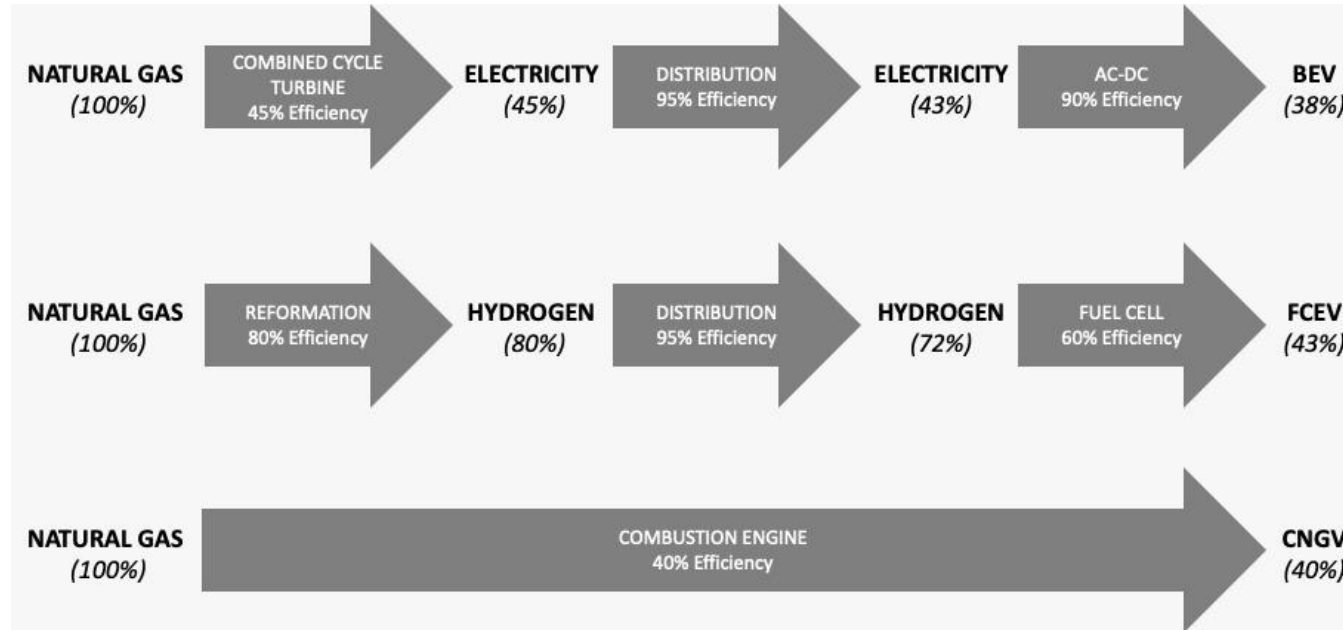 NATURAL GAS
(100%)
COMBINED CYCLE
TURBINE
45% Efficiency
ELECTRICITY
(45%)
DISTRIBUTION
95% Efficiency
ELECTRICITY
(43%)
AC-DC
90% Efficiency
BEV
(38%)
NATURAL GAS
(100%)
REFORMATION
80% Efficiency
HYDROGEN
(80%)
DISTRIBUTION
95% Efficiency
HYDROGEN
(72%)
FUEL CELL
60% Efficiency
FCEV
(43%)
NATURAL GAS
(100%)
COMBUSTION ENGINE
40% Efficiency
CNGV
(40%)